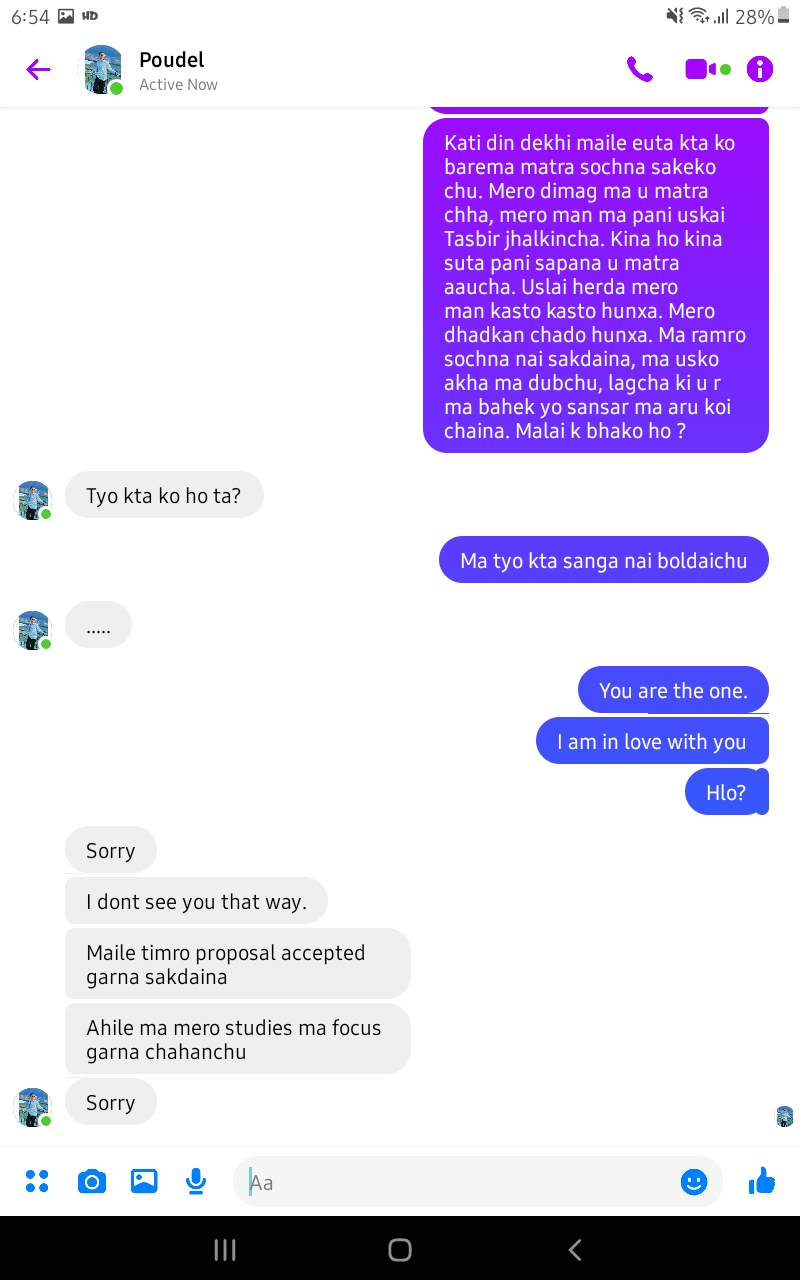 6:54 HD 28%
Poudel
Active Now
Kati din dekhi maile euta kta ko
barema matra sochna sakeko
chu. Mero dimag ma u matra
chha, mero man ma pani uskai
Tasbir jhalkincha. Kina ho kina
suta pani sapana u matra
aaucha. Uslai herda mero
man kasto kasto hunxa. Mero
dhadkan chado hunxa. Ma ramro
sochna nai sakdaina, ma usko
akha ma dubchu, lagcha ki u r
ma bahek yo sansar ma aru koi
chaina. Malai k bhako ho ?
Tyo kta ko ho ta?
Ma tyo kta sanga nai boldaichu
.....
You are the one.
I am in love with you
Hlo?
Sorry
I dont see you that way.
Maile timro proposal accepted
garna sakdaina
Ahile ma mero studies ma focus
garna chahanchu
Sorry
Aa